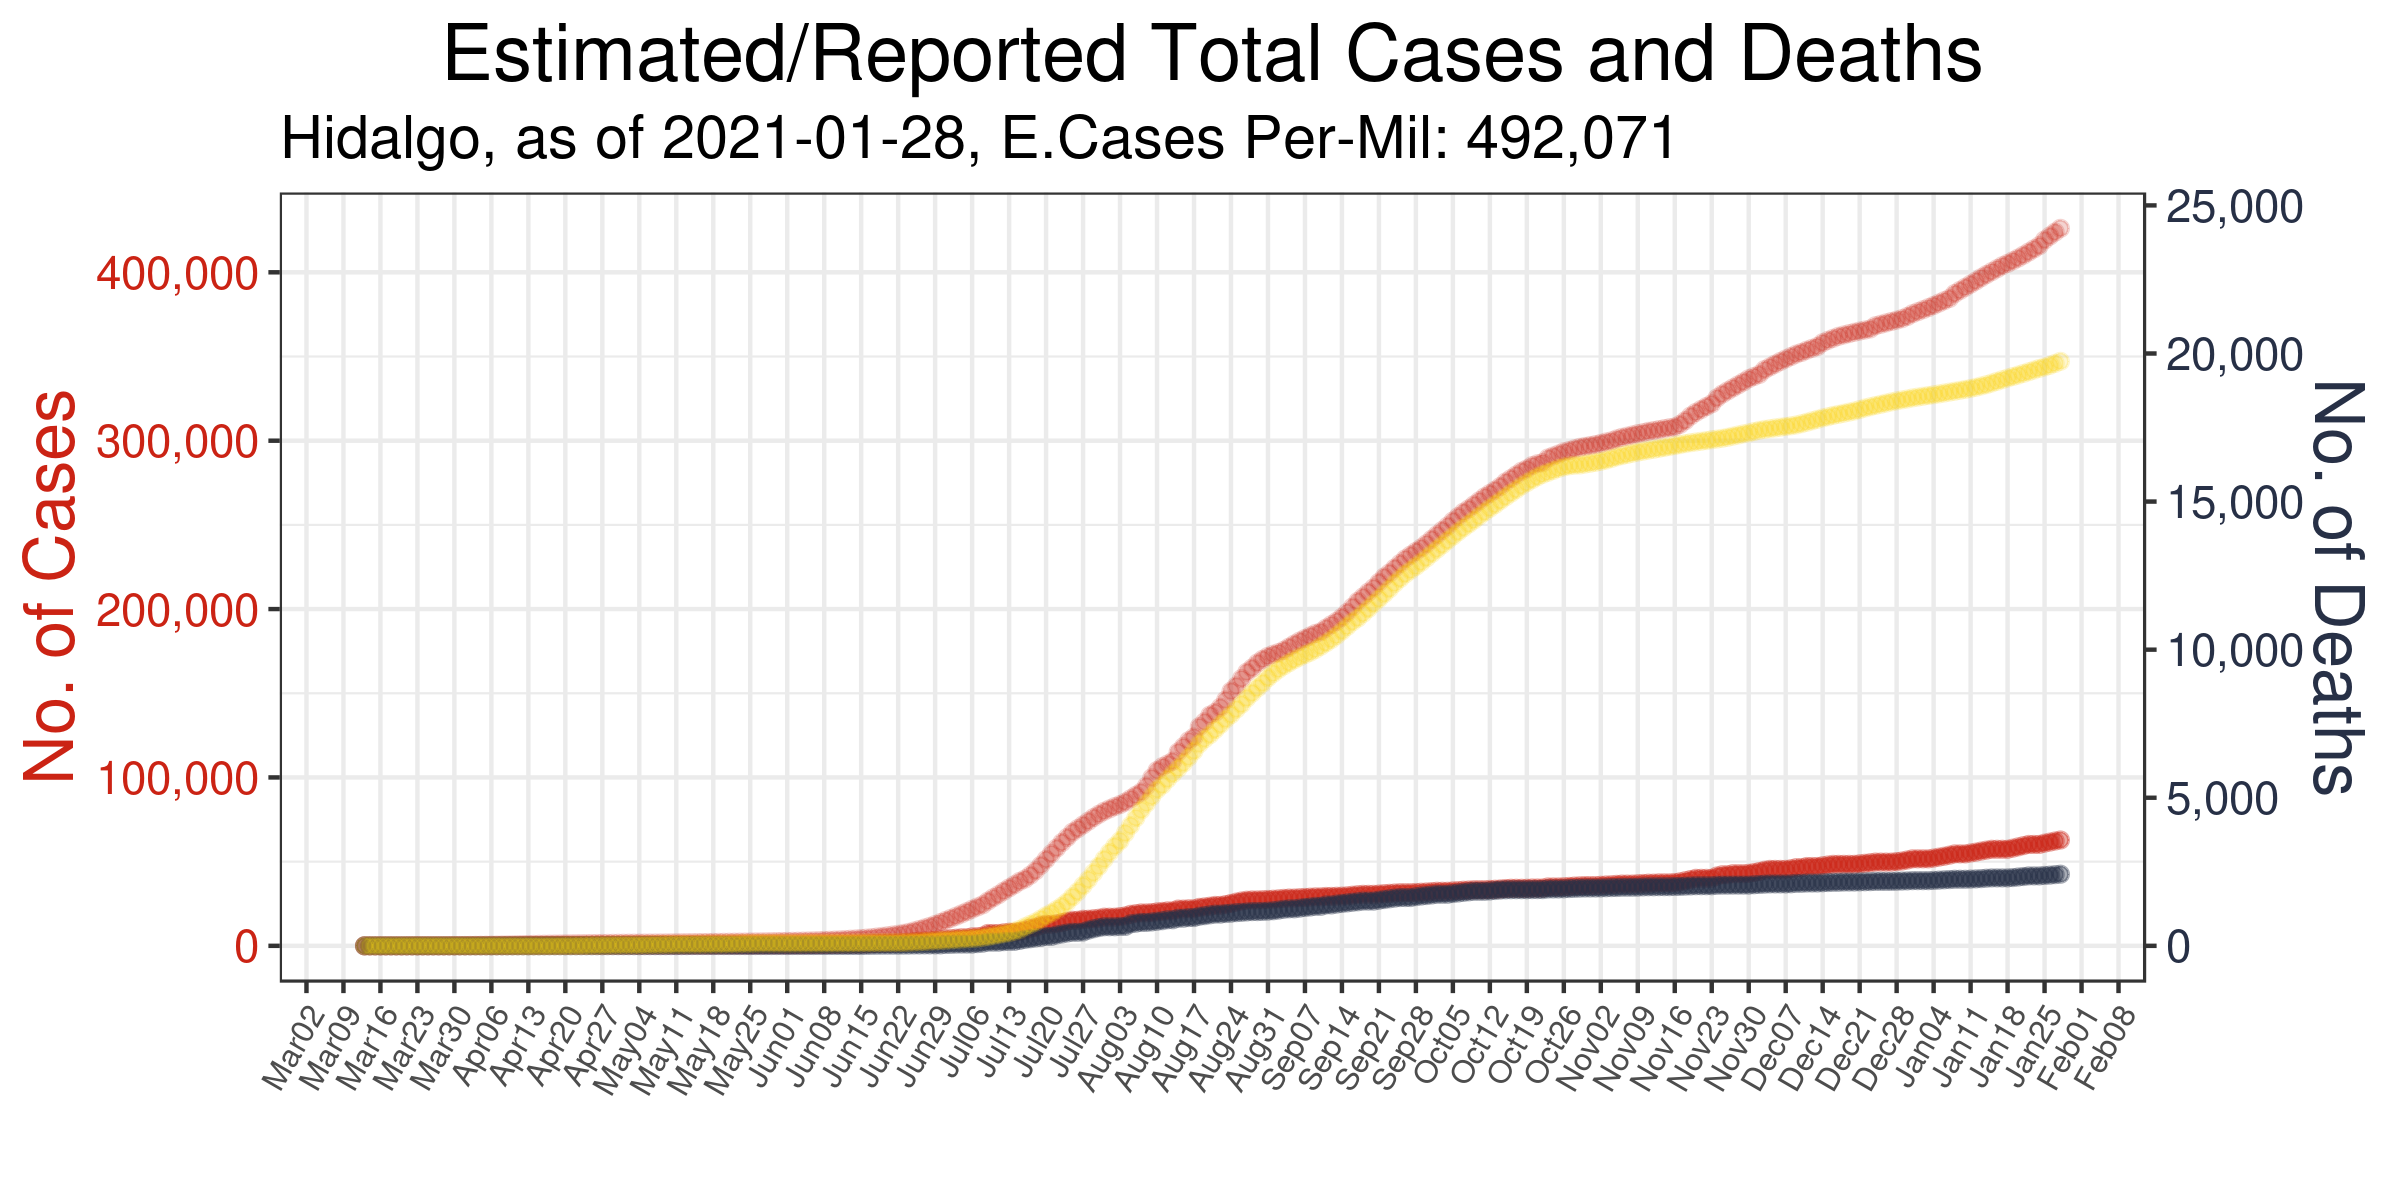 Estimated/Reported Total Cases and Deaths
Hidalgo, as of 2021-01-28, E.Cases Per-Mil: 492,071
No. of Cases
400,000
300,000
200,000
100,000
0
25,000
20,000
15,000
10,000
5,000
0
No. of Deaths
Mar02
Mar09
Mar16
Mar23
Mar30
Apr06
Apr13
Apr20
Apr27
May04
May11
May18
May25
Jun01
Jun08
Jun15
Jun22
Jun29
Jul06
Jul13
Jul20
Jul27
Aug03
Aug10
Aug17
Aug24
Aug31
Sep07
Sep14
Sep21
Sep28
Oct05
Oct12
Oct19
Oct26
Nov02
Nov09
Nov16
Nov23
Nov30
Dec07
Dec14
Dec21
Dec28
Jan04
Jan11
Jan18
Jan25
Feb01
Feb08